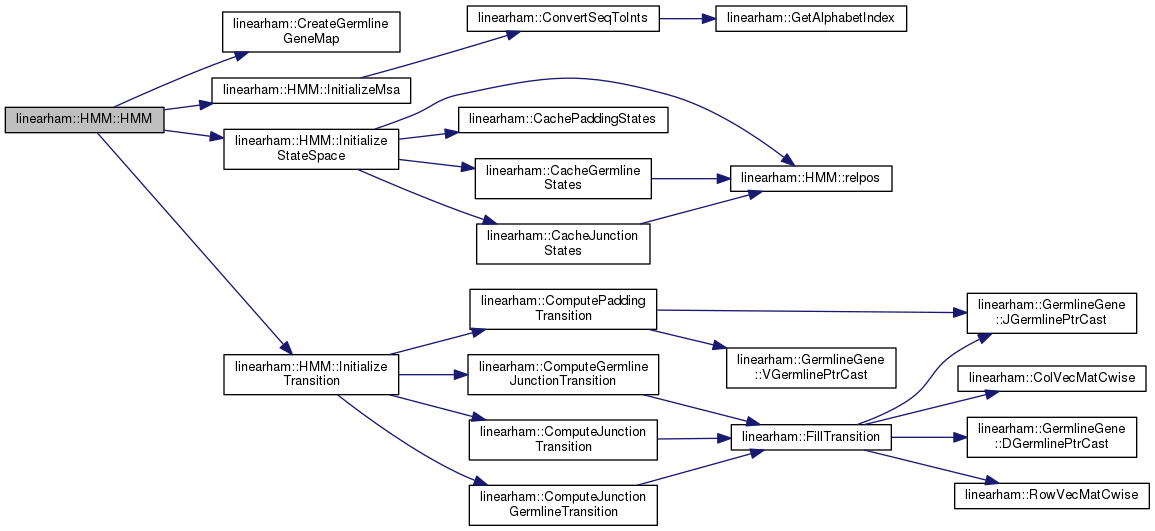 linearham::HMM::HMM
linearham::CreateGermline
GeneMap
linearham::HMM::InitializeMsa
linearham::ConvertSeqToInts
linearham::GetAlphabetIndex
linearham::HMM::Initialize
StateSpace
linearham::CachePaddingStates
linearham::CacheGermline
States
linearham::CacheJunction
States
linearham::HMM::relpos
linearham::HMM::Initialize
Transition
linearham::ComputePadding
Transition
linearham::ComputeGermline
JunctionTransition
linearham::ComputeJunction
Transition
linearham::ComputeJunction
GermlineTransition
linearham::GermlineGene
::VGermlinePtrCast
linearham::FillTransition
linearham::GermlineGene
::JGermlinePtrCast
linearham::ColVecMatCwise
linearham::GermlineGene
::DGermlinePtrCast
linearham::RowVecMatCwise